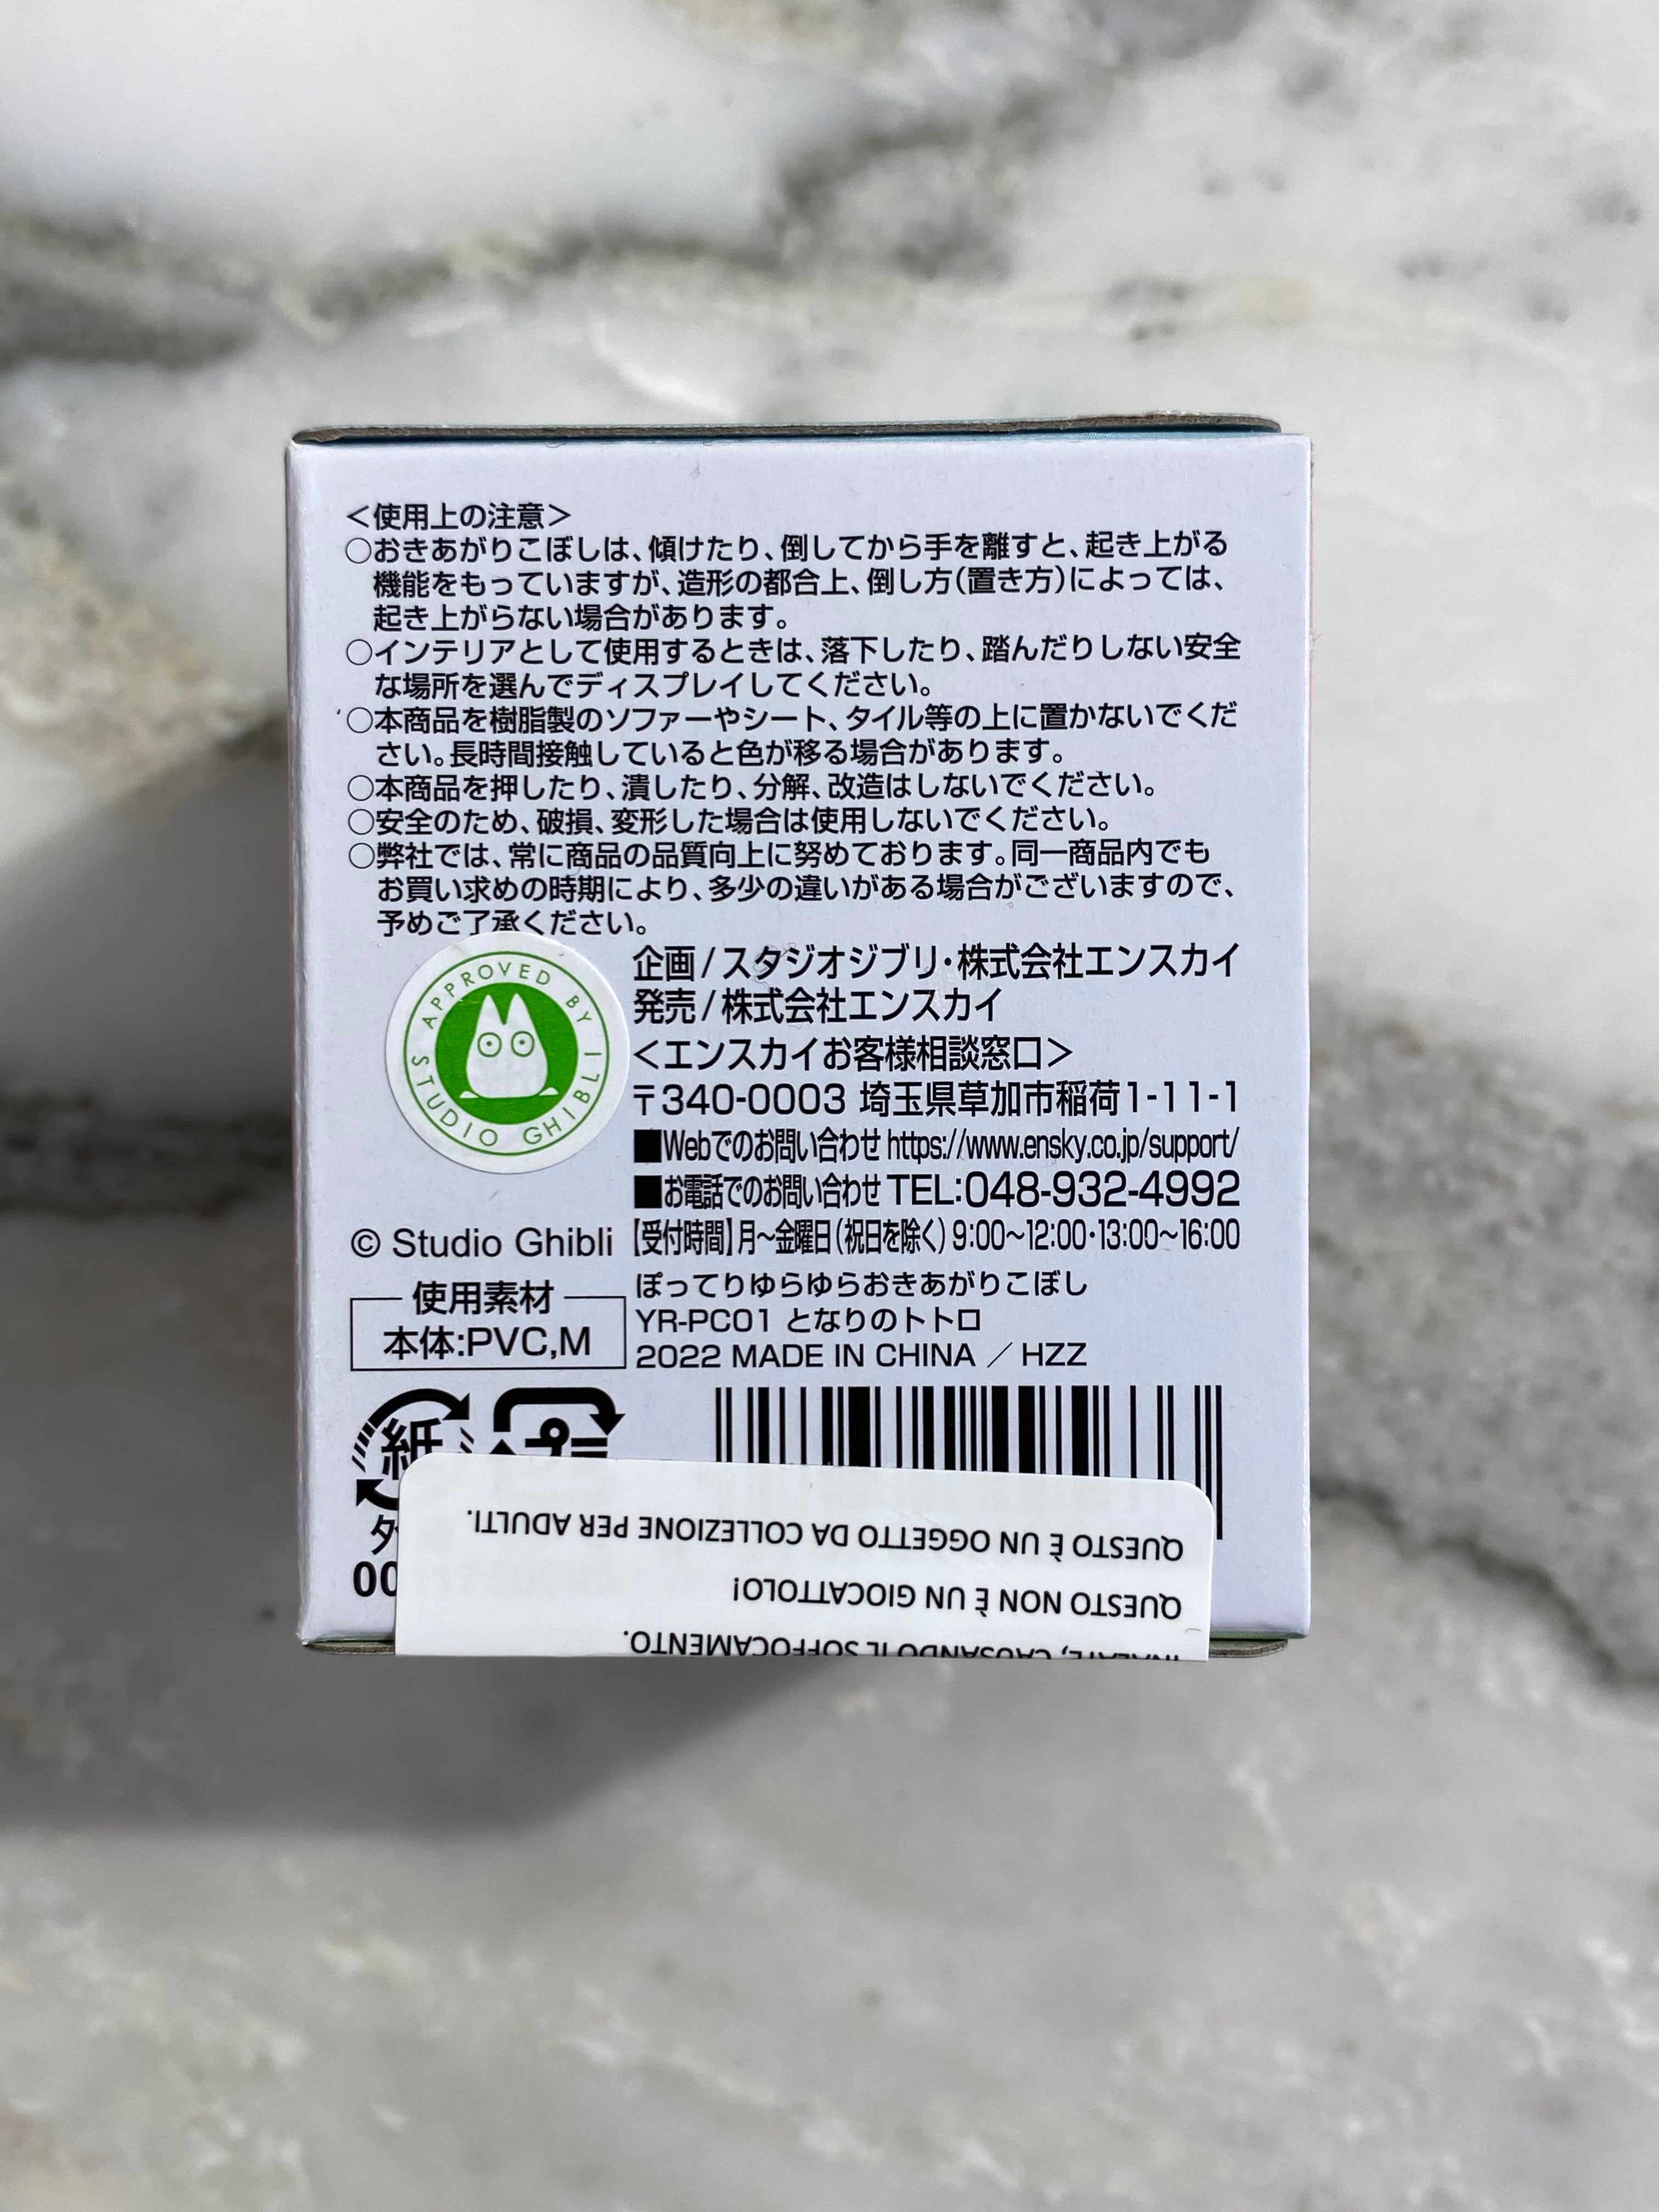 ＜使用上の注意＞
○おきあがりこぼしは、傾けたり、倒してから手を離すと、起き上がる
機能をもっていますが、造形の都合上、倒し方（置き方）によっては、
起き上がらない場合があります。
○インテリアとして使用するときは、落下したり、踏んだりしない安全
な場所を選んでディスプレイしてください。
○本商品を樹脂製のソファーやシート、タイル等の上に置かないでくだ
さい。長時間接触していると色が移る場合があります。
○本商品を押したり、潰したり、分解、改造はしないでください。
○安全のため、破損、変形した場合は使用しないでください。
○弊社では、常に商品の品質向上に努めております。同一商品内でも
お買い求めの時期により、多少の違いがある場合がございますので、
予めご了承ください。
APPROVED BY STUDIO GHIBLI
企画/スタジオジブリ・株式会社エンスカイ
発売/株式会社エンスカイ
＜エンスカイお客様相談窓口＞
〒340-0003 埼玉県草加市稲荷1-11-1
■Webでのお問い合わせ https://www.ensky.co.jp/support/
■お電話でのお問い合わせ TEL:048-932-4992
【受付時間】月〜金曜日（祝日を除く）9:00〜12:00・13:00〜16:00
© Studio Ghibli
使用素材
本体:PVC,M
ぽってりゆらゆらおきあがりこぼし
YR-PC01 となりのトトロ
2022 MADE IN CHINA ／ HZZ
紙
外
00
CAUSANDO IL SOFFOCAMENTO.
QUESTO NON È UN GIOCATTOLO!
QUESTO È UN OGGETTO DA COLLEZIONE PER ADULTI.